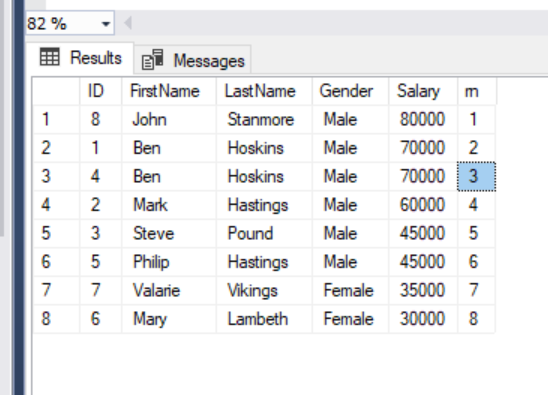 82 %
Results Messages
ID FirstName LastName Gender Salary rn
1 8 John Stanmore Male 80000 1
2 1 Ben Hoskins Male 70000 2
3 4 Ben Hoskins Male 70000 3
4 2 Mark Hastings Male 60000 4
5 3 Steve Pound Male 45000 5
6 5 Philip Hastings Male 45000 6
7 7 Valarie Vikings Female 35000 7
8 6 Mary Lambeth Female 30000 8